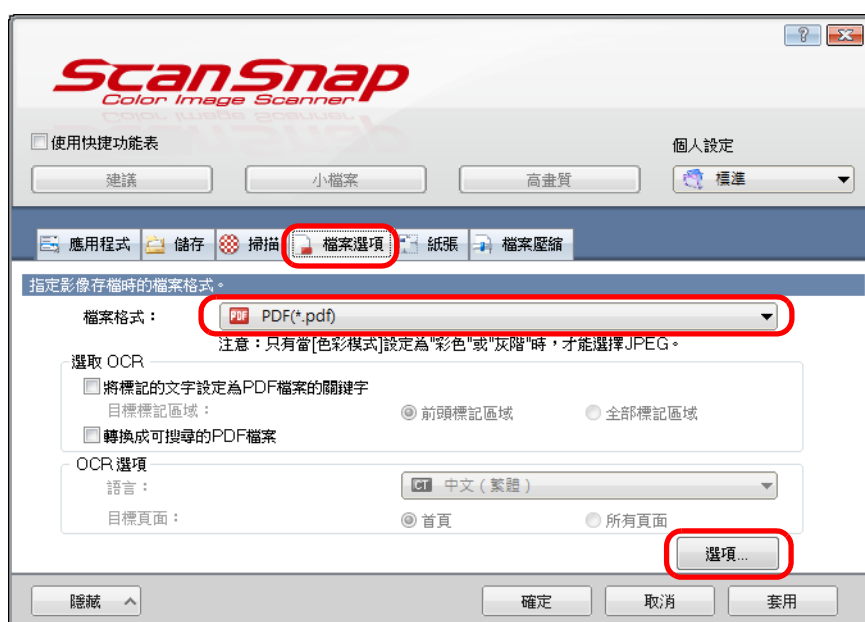 ScanSnap
Color Image Scanner
使用快捷功能表
個人設定
建議 小檔案 高畫質 標準
應用程式 儲存 掃描 檔案選項 紙張 檔案壓縮
指定影像存檔時的檔案格式。
檔案格式： PDF PDF(*.pdf)
注意：只有當[色彩模式]設定為"彩色"或"灰階"時，才能選擇JPEG。
選取 OCR
將標記的文字設定為PDF檔案的關鍵字
目標標記區域： 前頭標記區域 全部標記區域
轉換成可搜尋的PDF檔案
OCR 選項
語言： CT 中文（繁體）
目標頁面： 首頁 所有頁面
選項...
隱藏 確定 取消 套用